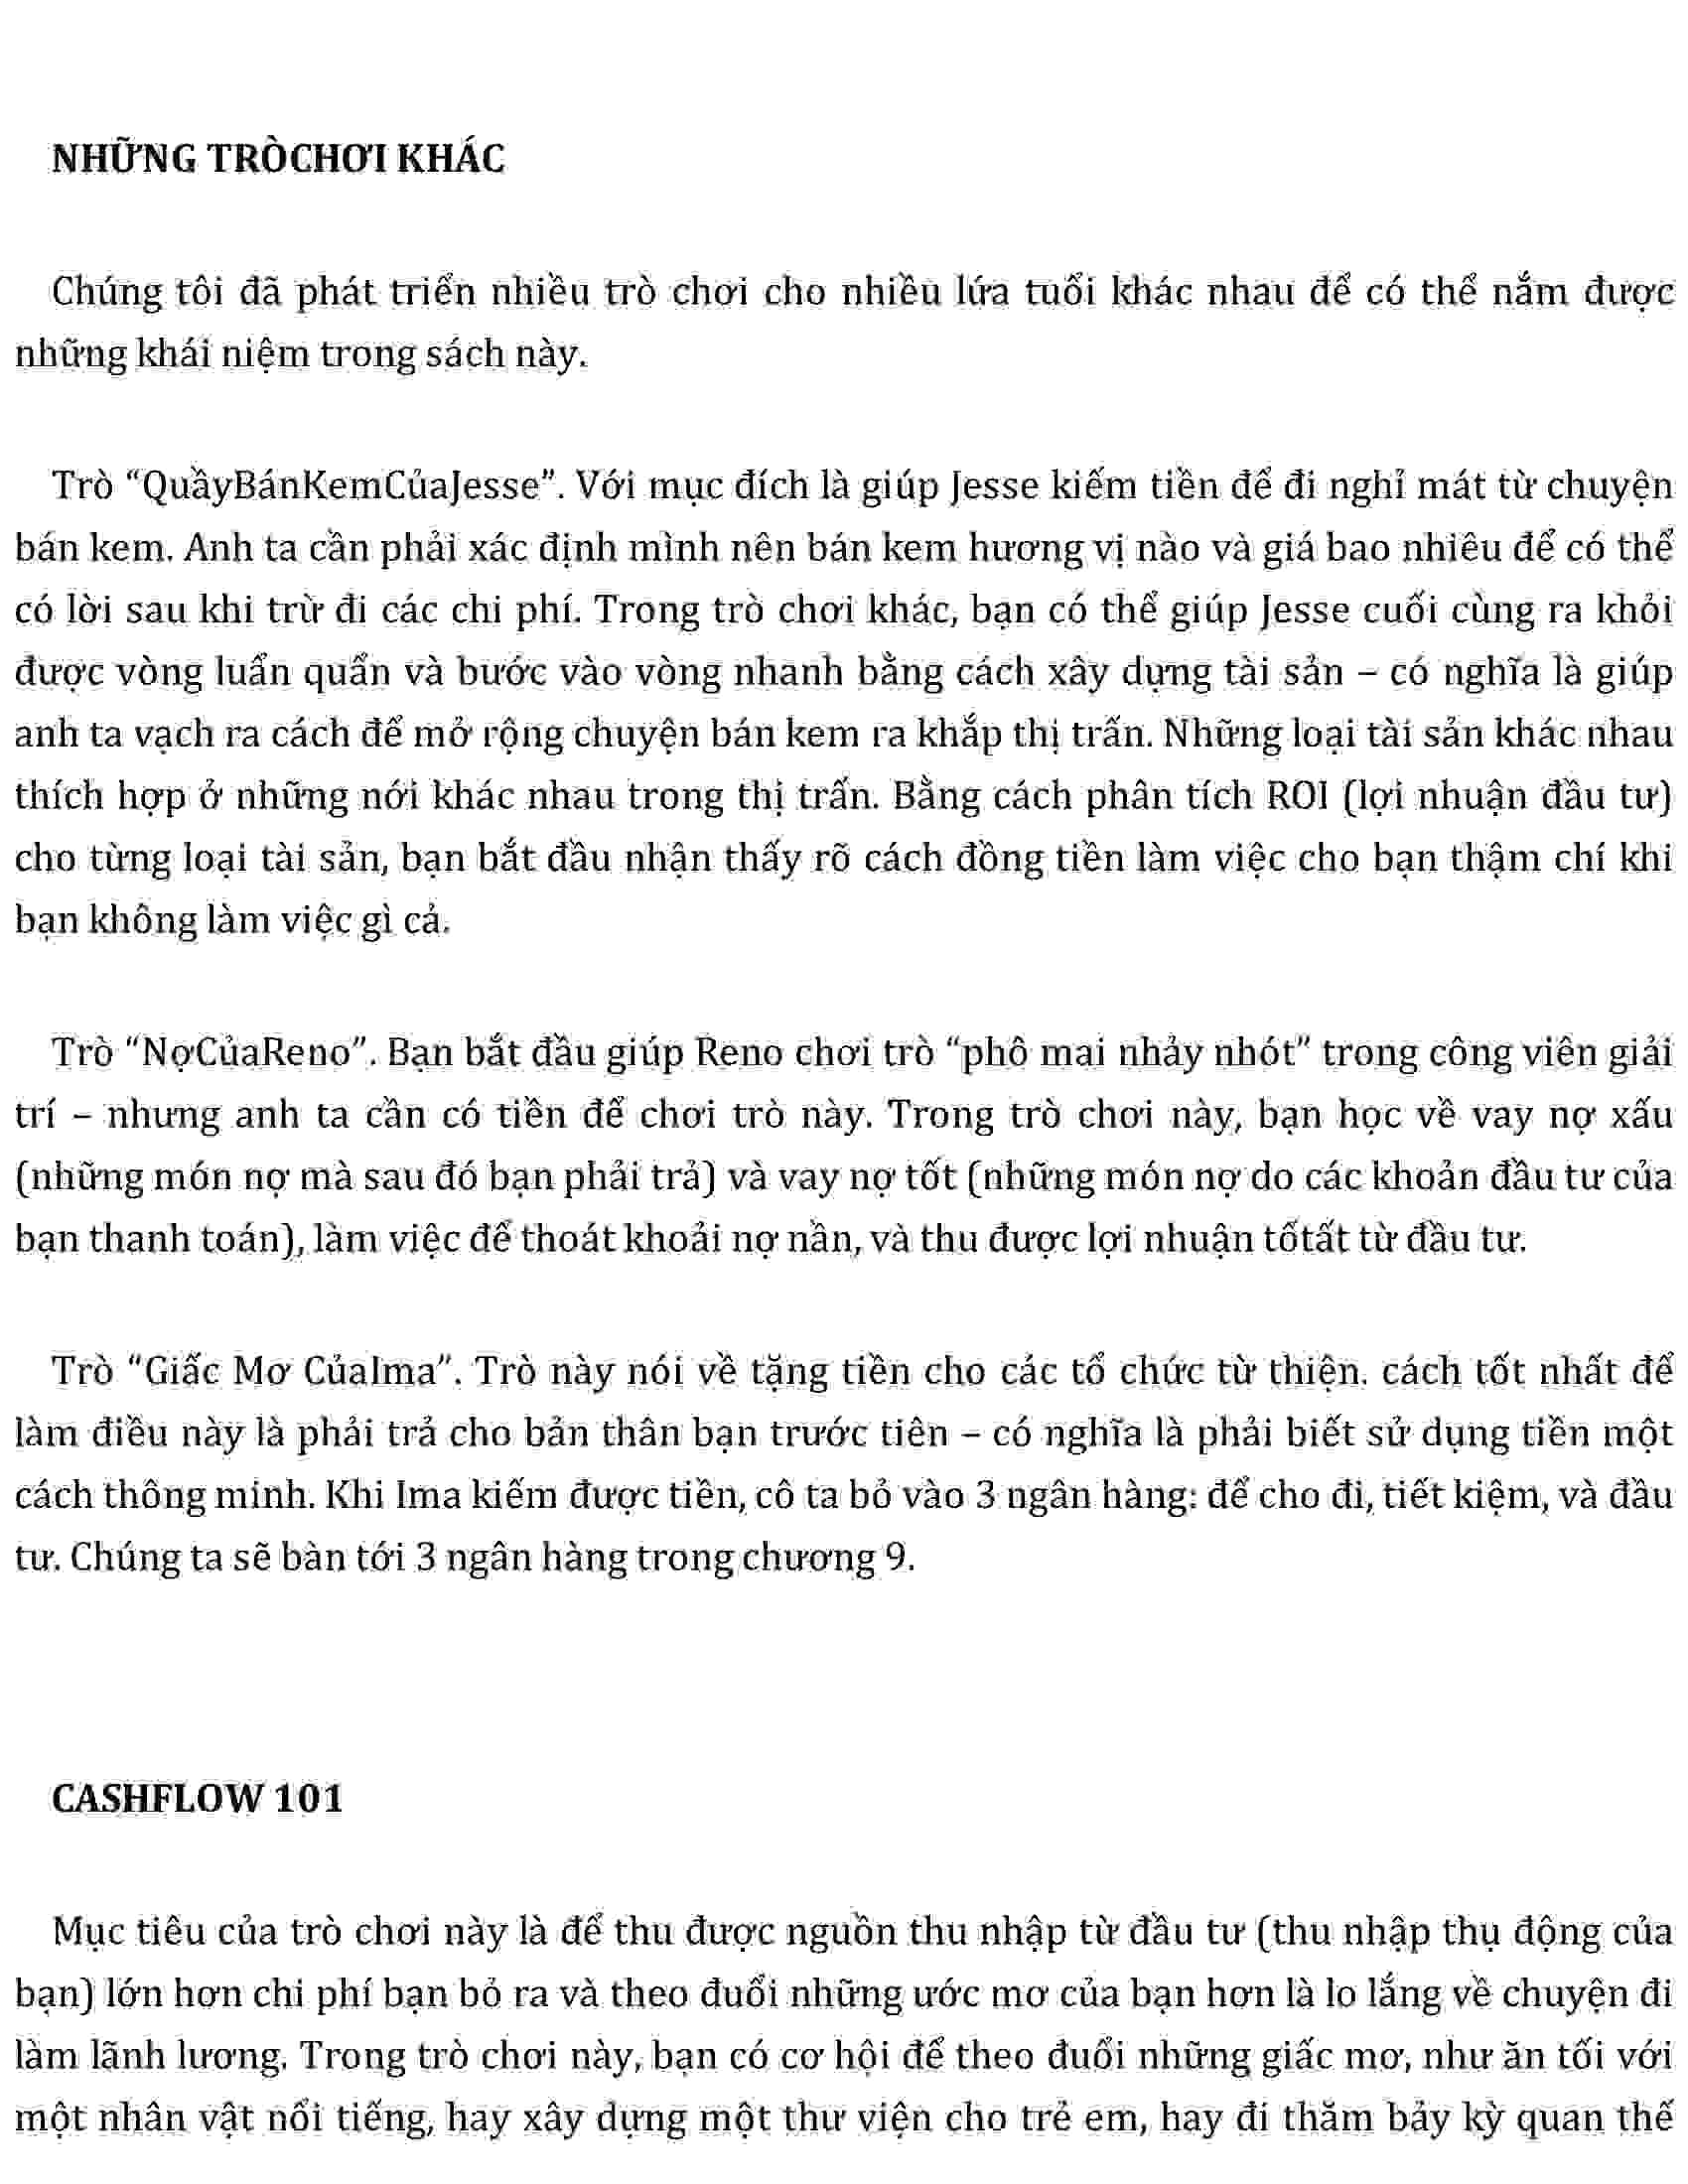 NHỮNG TRÒCHƠI KHÁC
Chúng tôi đã phát triển nhiều trò chơi cho nhiều lứa tuổi khác nhau để có thể nắm được
những khái niệm trong sách này.
Trò “QuầyBánKemCủaJesse”. Với mục đích là giúp Jesse kiếm tiền để đi nghỉ mát từ chuyện
bán kem. Anh ta cần phải xác định mình nên bán kem hương vị nào và giá bao nhiêu để có thể
có lời sau khi trừ đi các chi phí. Trong trò chơi khác, bạn có thể giúp Jesse cuối cùng ra khỏi
được vòng luẩn quẩn và bước vào vòng nhanh bằng cách xây dựng tài sản – có nghĩa là giúp
anh ta vạch ra cách để mở rộng chuyện bán kem ra khắp thị trấn. Những loại tài sản khác nhau
thích hợp ở những nới khác nhau trong thị trấn. Bằng cách phân tích ROI (lợi nhuận đầu tư)
cho từng loại tài sản, bạn bắt đầu nhận thấy rõ cách đồng tiền làm việc cho bạn thậm chí khi
bạn không làm việc gì cả.
Trò “NợCủaReno”. Bạn bắt đầu giúp Reno chơi trò “phô mai nhảy nhót” trong công viên giải
trí – nhưng anh ta cần có tiền để chơi trò này. Trong trò chơi này, bạn học về vay nợ xấu
(những món nợ mà sau đó bạn phải trả) và vay nợ tốt (những món nợ do các khoản đầu tư của
bạn thanh toán), làm việc để thoát khoải nợ nần, và thu được lợi nhuận tốtất từ đầu tư.
Trò “Giấc Mơ CủaIma”. Trò này nói về tặng tiền cho các tổ chức từ thiện. cách tốt nhất để
làm điều này là phải trả cho bản thân bạn trước tiên – có nghĩa là phải biết sử dụng tiền một
cách thông minh. Khi Ima kiếm được tiền, cô ta bỏ vào 3 ngân hàng: để cho đi, tiết kiệm, và đầu
tư. Chúng ta sẽ bàn tới 3 ngân hàng trong chương 9.
CASHFLOW 101
Mục tiêu của trò chơi này là để thu được nguồn thu nhập từ đầu tư (thu nhập thụ động của
bạn) lớn hơn chi phí bạn bỏ ra và theo đuổi những ước mơ của bạn hơn là lo lắng về chuyện đi
làm lãnh lương. Trong trò chơi này, bạn có cơ hội để theo đuổi những giấc mơ, như ăn tối với
một nhân vật nổi tiếng, hay xây dựng một thư viện cho trẻ em, hay đi thăm bảy kỳ quan thế